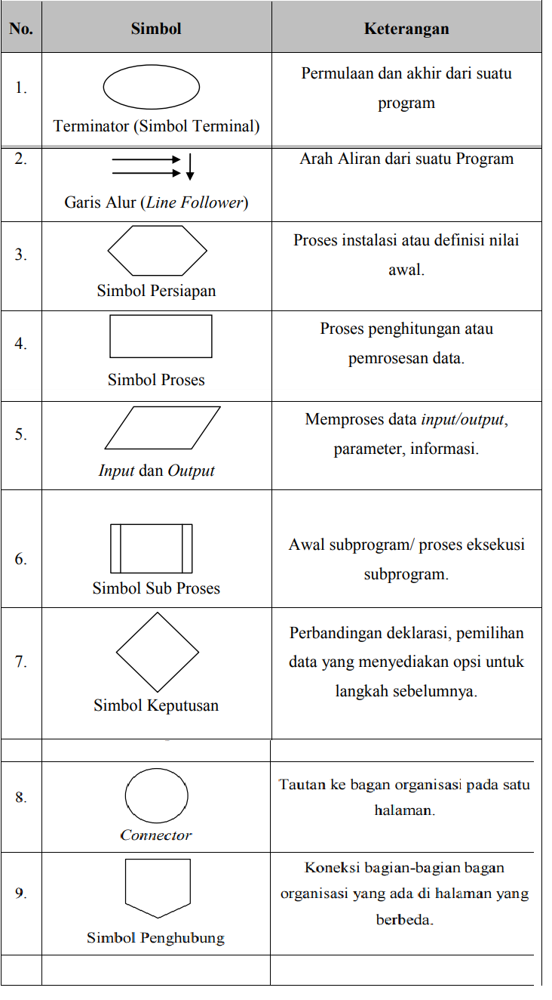 No. Simbol Keterangan
1.
Terminator (Simbol Terminal)
Permulaan dan akhir dari suatu
program
2.
Garis Alur (Line Follower)
Arah Aliran dari suatu Program
3.
Simbol Persiapan
Proses instalasi atau definisi nilai
awal.
4.
Simbol Proses
Proses penghitungan atau
pemrosesan data.
5.
Input dan Output
Memproses data input/output,
parameter, informasi.
6.
Simbol Sub Proses
Awal subprogram/ proses eksekusi
subprogram.
7.
Simbol Keputusan
Perbandingan deklarasi, pemilihan
data yang menyediakan opsi untuk
langkah sebelumnya.
8.
Connector
Tautan ke bagan organisasi pada satu
halaman.
9.
Simbol Penghubung
Koneksi bagian-bagian bagan
organisasi yang ada di halaman yang
berbeda.